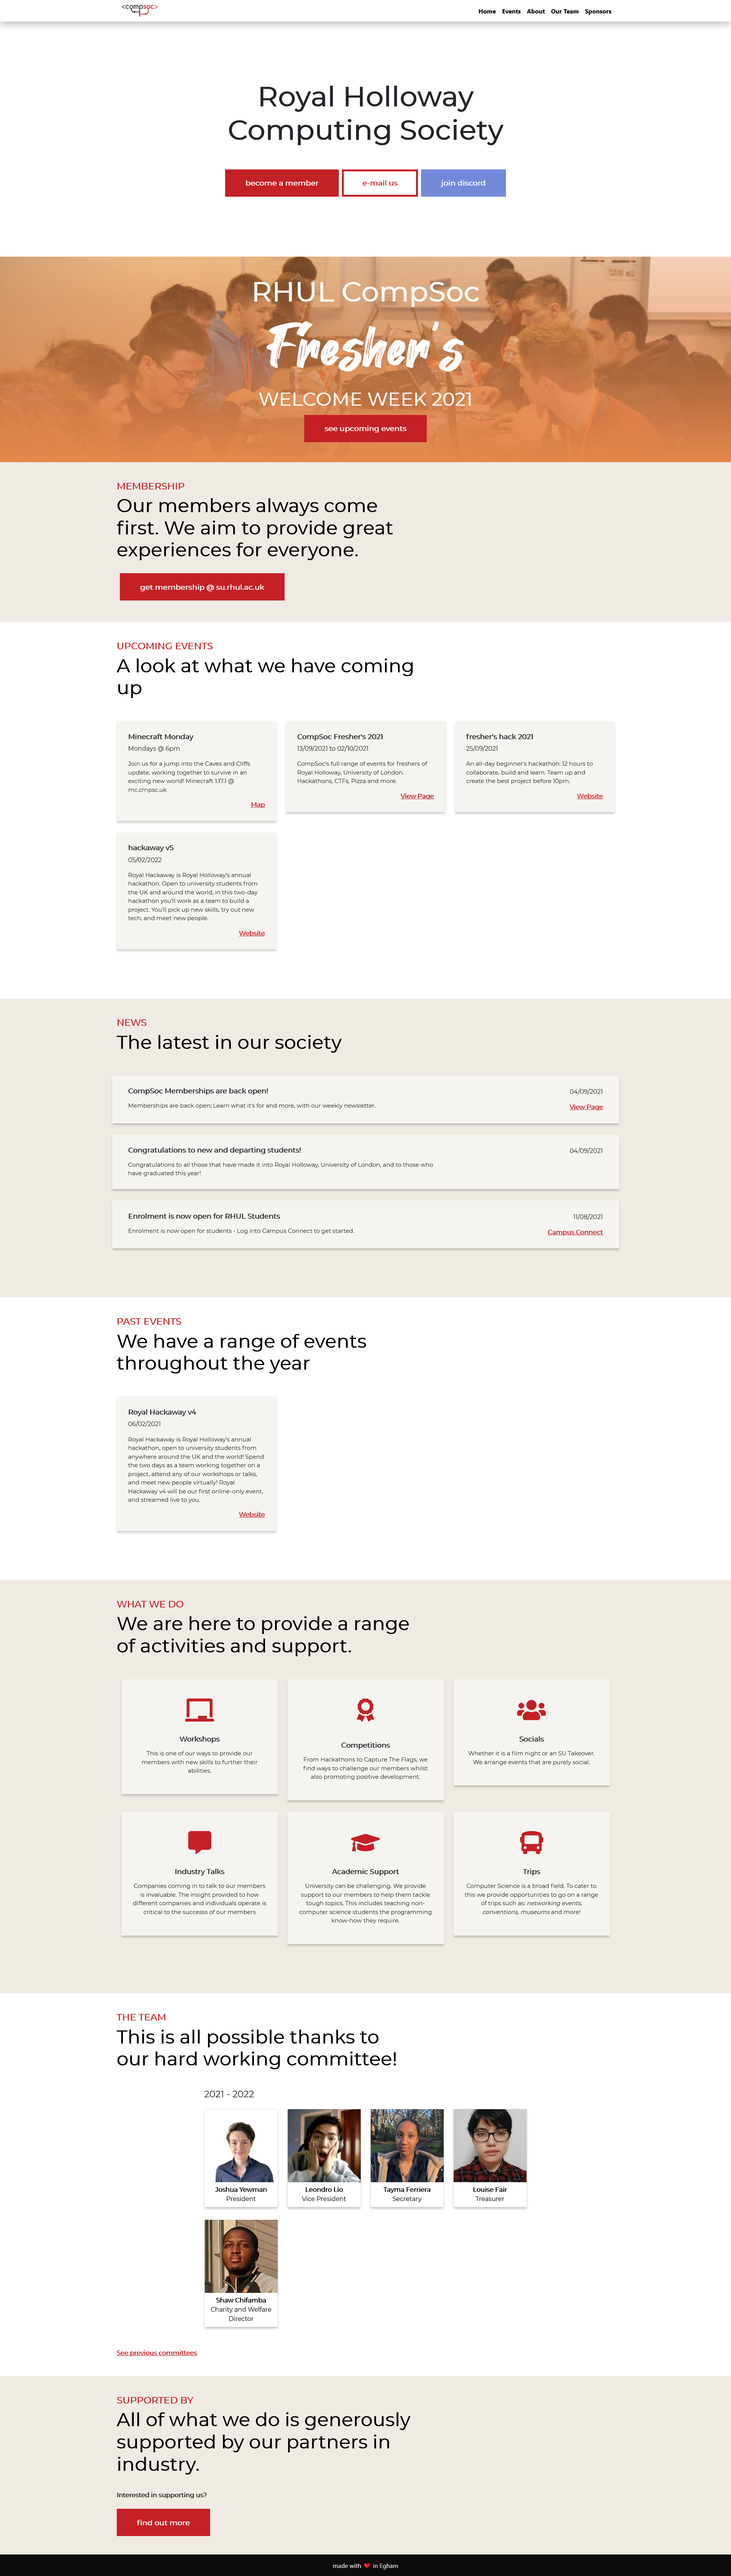 <compsoc>
Home Events About Our Team Sponsors
Royal Holloway
Computing Society
become a member
e-mail us
join discord
RHUL CompSoc
Fresher's
WELCOME WEEK 2021
see upcoming events
MEMBERSHIP
Our members always come
first. We aim to provide great
experiences for everyone.
get membership @ su.rhul.ac.uk
UPCOMING EVENTS
A look at what we have coming
up
Minecraft Monday
Mondays @ 6pm
Join us for a jump into the Caves and Cliffs
update, working together to survive in an
exciting new world! Minecraft 1.17.1 @
mc.cmpsc.uk
Map
CompSoc Fresher's 2021
13/09/2021 to 02/10/2021
CompSoc's full range of events for freshers of
Royal Holloway, University of London.
Hackathons, CTFs, Pizza and more.
View Page
fresher's hack 2021
25/09/2021
An all-day beginner's hackathon: 12 hours to
collaborate, build and learn. Team up and
create the best project before 10pm.
Website
hackaway v5
05/02/2022
Royal Hackaway is Royal Holloway's annual
hackathon. Open to university students from
the UK and around the world, in this two-day
hackathon you'll work as a team to build a
project. You'll pick up new skills, try out new
tech, and meet new people.
Website
NEWS
The latest in our society
CompSoc Memberships are back open!
04/09/2021
Memberships are back open; Learn what it's for and more, with our weekly newsletter.
View Page
Congratulations to new and departing students!
04/09/2021
Congratulations to all those that have made it into Royal Holloway, University of London, and to those who
have graduated this year!
Enrolment is now open for RHUL Students
11/08/2021
Enrolment is now open for students - Log into Campus Connect to get started.
Campus Connect
PAST EVENTS
We have a range of events
throughout the year
Royal Hackaway v4
06/02/2021
Royal Hackaway is Royal Holloway's annual
hackathon, open to university students from
anywhere around the UK and the world! Spend
the two days as a team working together on a
project, attend any of our workshops or talks,
and meet new people virtually! Royal
Hackaway v4 will be our first online-only event,
and streamed live to you.
Website
WHAT WE DO
We are here to provide a range
of activities and support.
Workshops
This is one of our ways to provide our
members with new skills to further their
abilities.
Competitions
From Hackathons to Capture The Flags, we
find ways to challenge our members whilst
also promoting positive development.
Socials
Whether it is a film night or an SU Takeover.
We arrange events that are purely social.
Industry Talks
Companies coming in to talk to our members
is invaluable. The insight provided to how
different companies and individuals operate is
critical to the successs of our members
Academic Support
University can be challenging. We provide
support to our members to help them tackle
tough topics. This includes teaching non-
computer science students the programming
know-how they require.
Trips
Computer Science is a broad field. To cater to
this we provide opportunities to go on a range
of trips such as: networking events,
conventions, museums and more!
THE TEAM
This is all possible thanks to
our hard working committee!
2021 - 2022
Joshua Yewman
President
Leondro Lio
Vice President
Tayma Ferriera
Secretary
Louise Fair
Treasurer
Shaw Chifamba
Charity and Welfare
Director
See previous committees
SUPPORTED BY
All of what we do is generously
supported by our partners in
industry.
Interested in supporting us?
find out more
made with ❤ in Egham